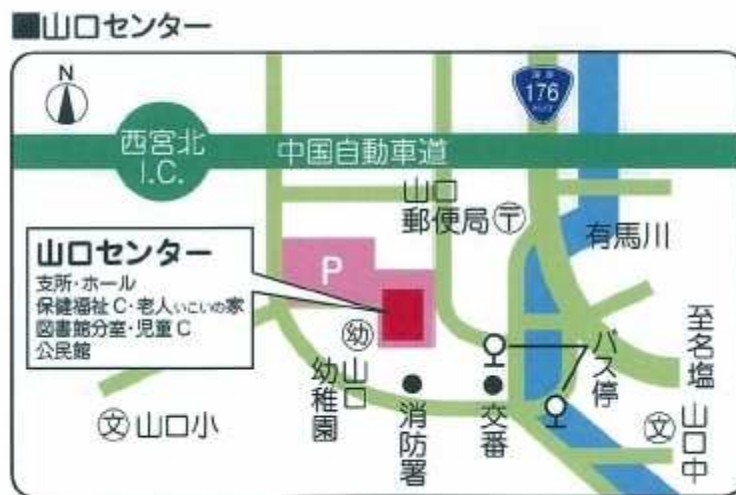 ■山口センター
N
西宮北
I.C.
中国自動車道
176
山口
郵便局〒
有馬川
山口センター
支所・ホール
保健福祉C・老人いこいの家
図書館分室・児童C
公民館
P
幼
山口
幼稚園
文 山口小
消防署
交番
バス停
至名塩
文 山口中